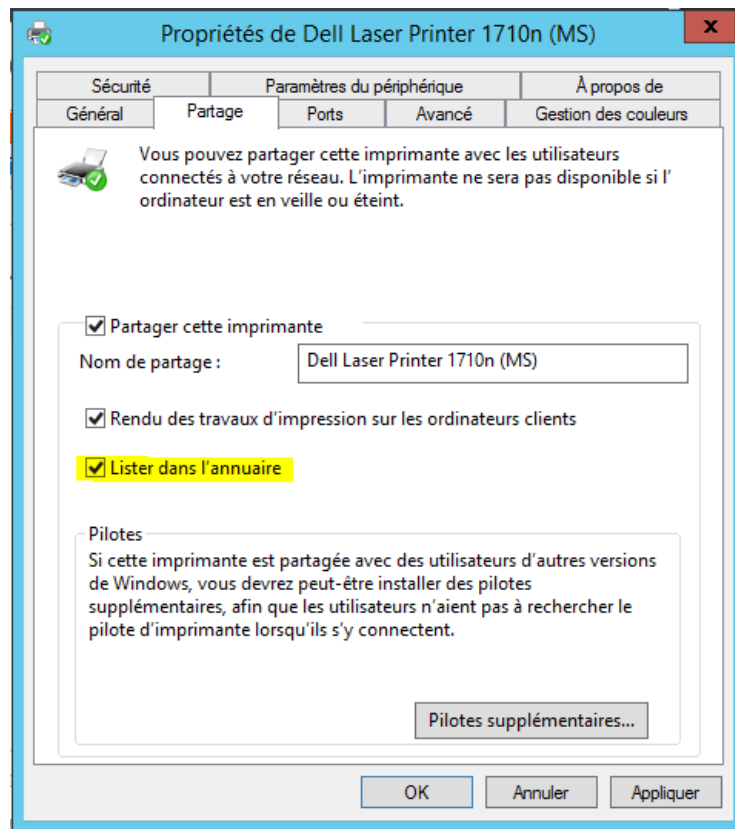 Propriétés de Dell Laser Printer 1710n (MS)
x
Sécurité
Paramètres du périphérique
À propos de
Général
Partage
Ports
Avancé
Gestion des couleurs
Vous pouvez partager cette imprimante avec les utilisateurs
connectés à votre réseau. L'imprimante ne sera pas disponible si l'
ordinateur est en veille ou éteint.
Partager cette imprimante
Nom de partage :
Dell Laser Printer 1710n (MS)
Rendu des travaux d'impression sur les ordinateurs clients
Lister dans l'annuaire
Pilotes
Si cette imprimante est partagée avec des utilisateurs d'autres versions
de Windows, vous devrez peut-être installer des pilotes
supplémentaires, afin que les utilisateurs n'aient pas à rechercher le
pilote d'imprimante lorsqu'ils s'y connectent.
Pilotes supplémentaires...
OK
Annuler
Appliquer